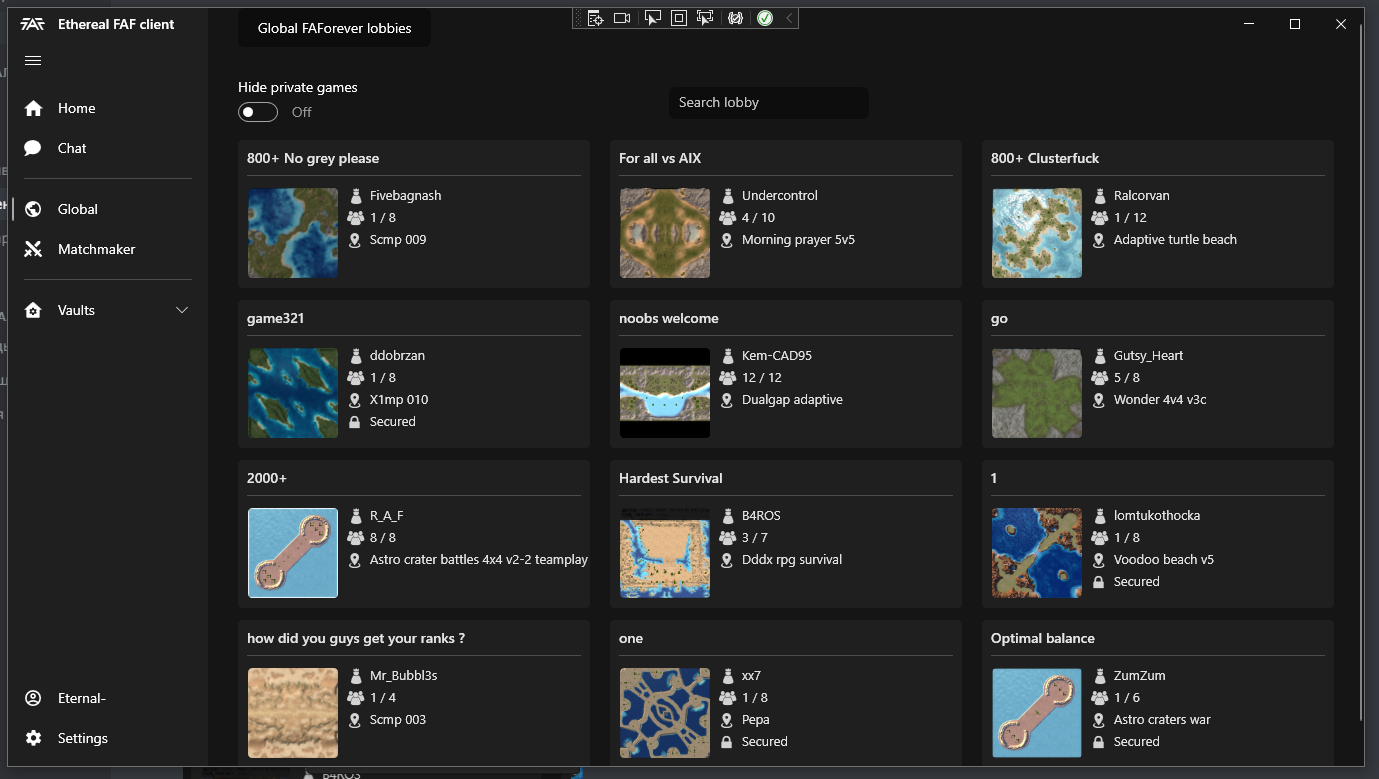 Ethereal FAF client
Global FAForever lobbies
Hide private games
Off
Search lobby
Home
Chat
Global
Matchmaker
Vaults
Eternal-
Settings
800+ No grey please
Fivebagnash
1 / 8
Scmp 009
For all vs AIX
Undercontrol
4 / 10
Morning prayer 5v5
800+ Clusterfuck
Ralcorvan
1 / 12
Adaptive turtle beach
game321
ddobrzan
1 / 8
X1mp 010
Secured
noobs welcome
Kem-CAD95
12 / 12
Dualgap adaptive
go
Gutsy_Heart
5 / 8
Wonder 4v4 v3c
2000+
R_A_F
8 / 8
Astro crater battles 4x4 v2-2 teamplay
Hardest Survival
B4ROS
3 / 7
Dddx rpg survival
1
lomtukothocka
1 / 8
Voodoo beach v5
Secured
how did you guys get your ranks ?
Mr_Bubbl3s
1 / 4
Scmp 003
one
xx7
1 / 8
Pepa
Secured
Optimal balance
ZumZum
1 / 6
Astro craters war
Secured
B4ROS